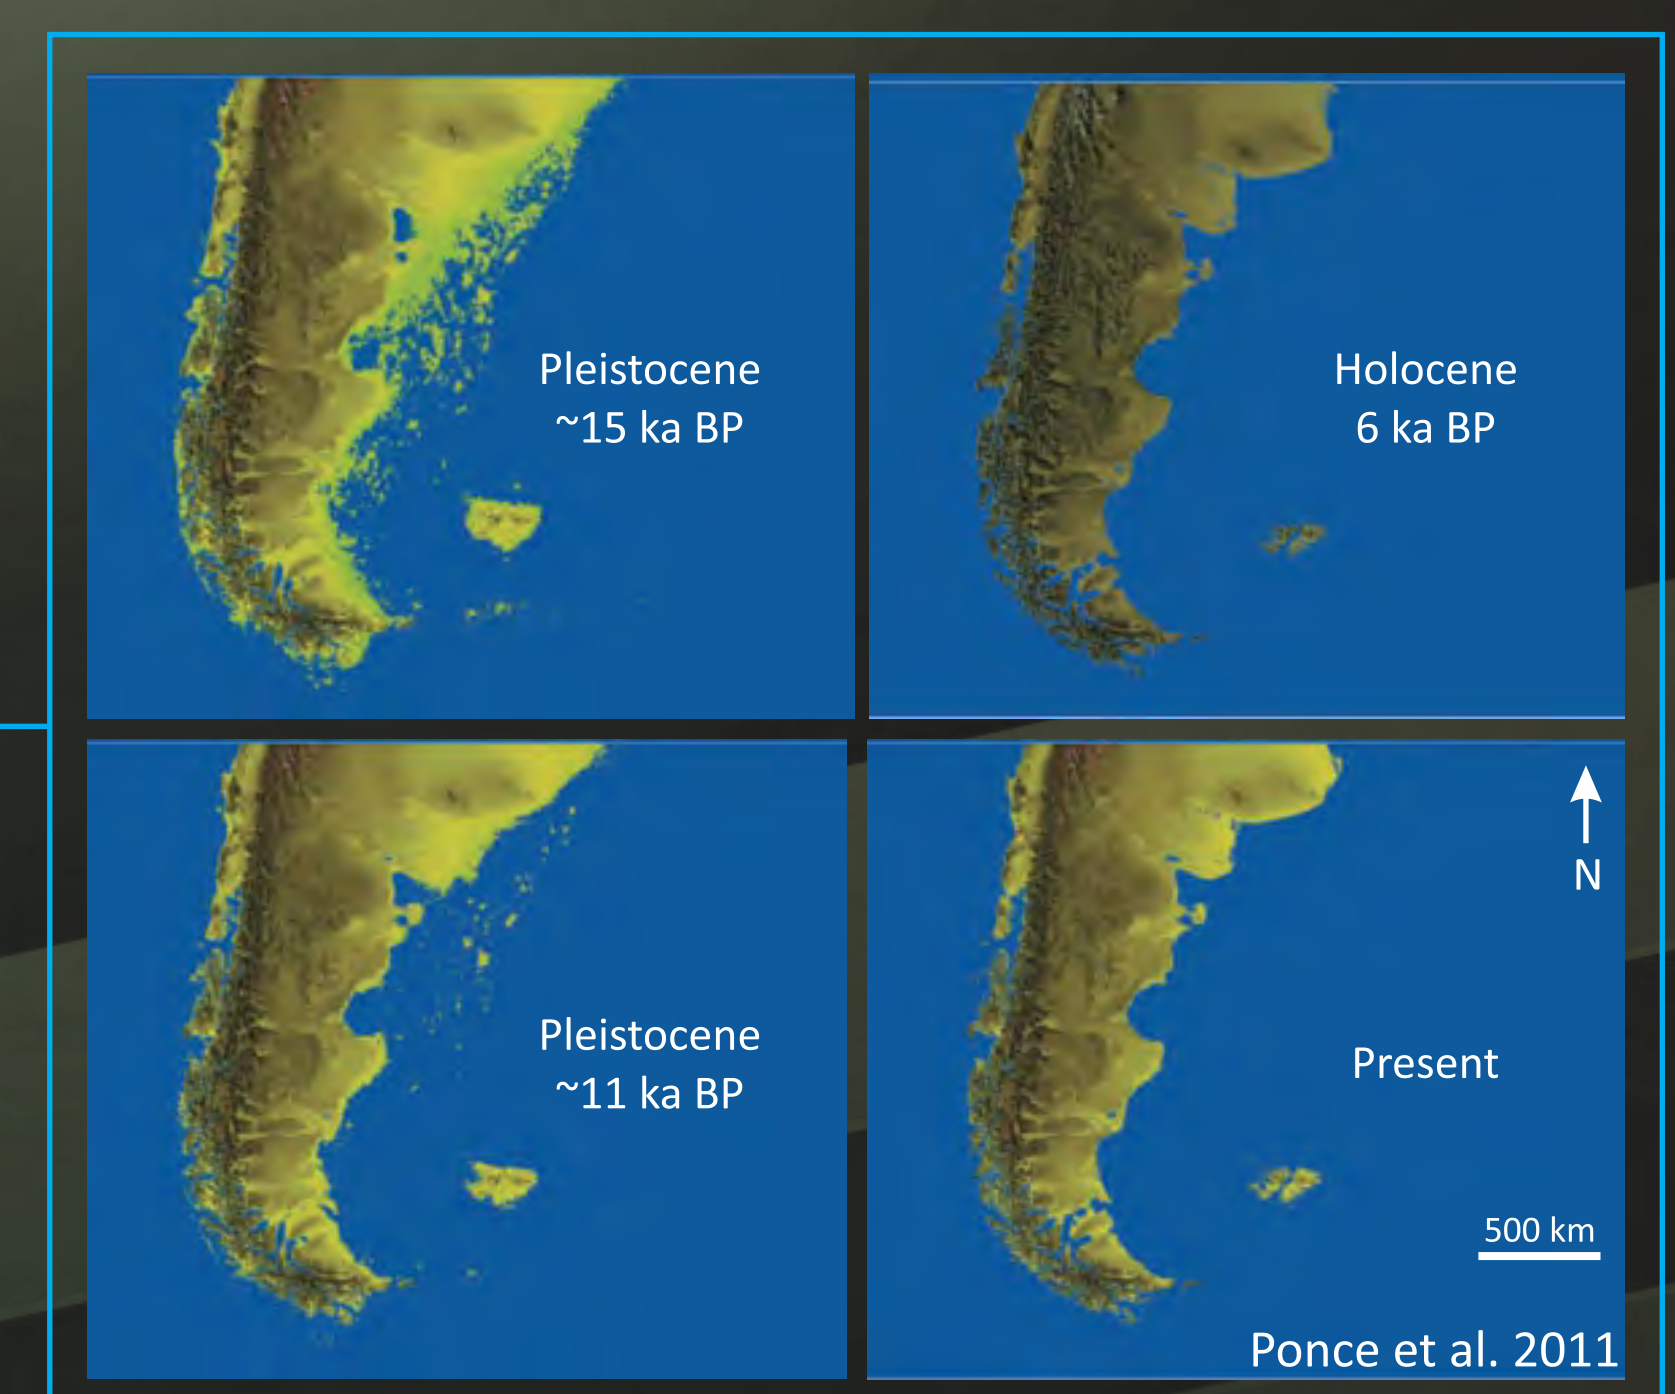 Pleistocene
~15 ka BP
Holocene
6 ka BP
Pleistocene
~11 ka BP
N
Present
500 km
Ponce et al. 2011